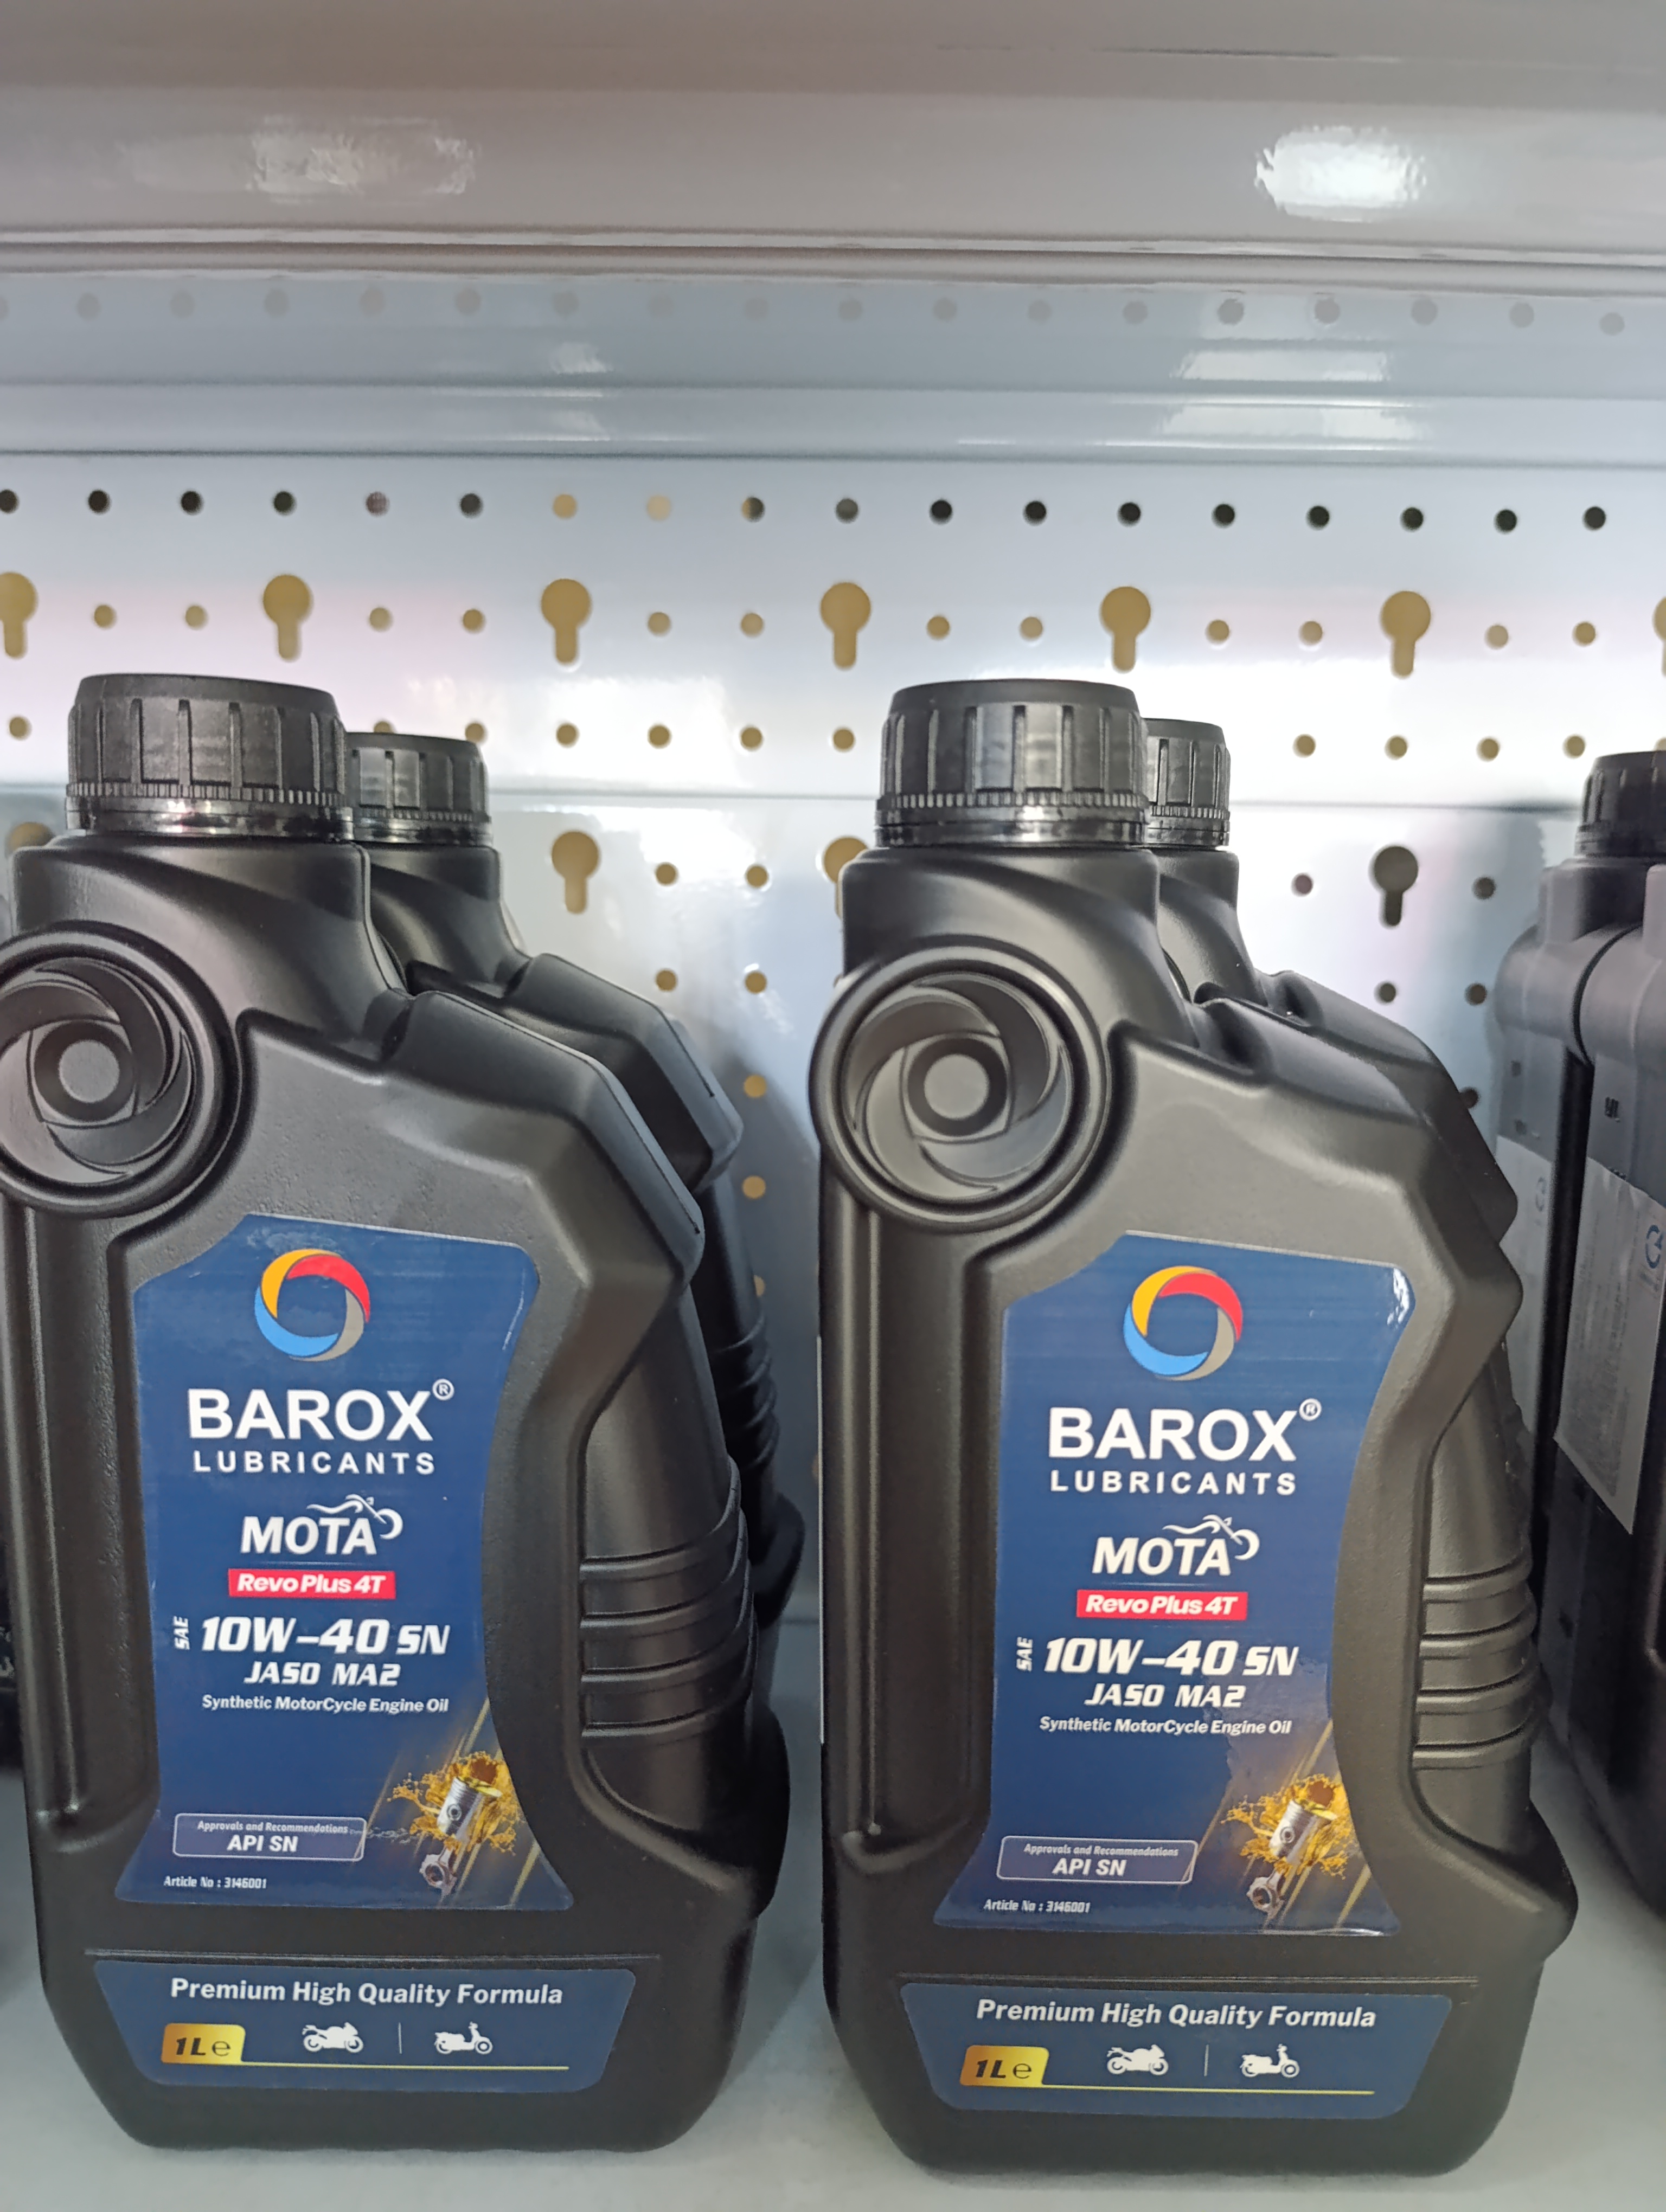 BAROX®
LUBRICANTS
MOTA
Revo Plus 4T
SAE 10W-40 SN
JASO MA2
Synthetic MotorCycle Engine Oil
Approvals and Recommendations
API SN
Article No : 3146001
Premium High Quality Formula
1L e
BAROX®
LUBRICANTS
MOTA
Revo Plus 4T
SAE 10W-40 SN
JASO MA2
Synthetic MotorCycle Engine Oil
Approvals and Recommendations
API SN
Article No : 3146001
Premium High Quality Formula
1L e